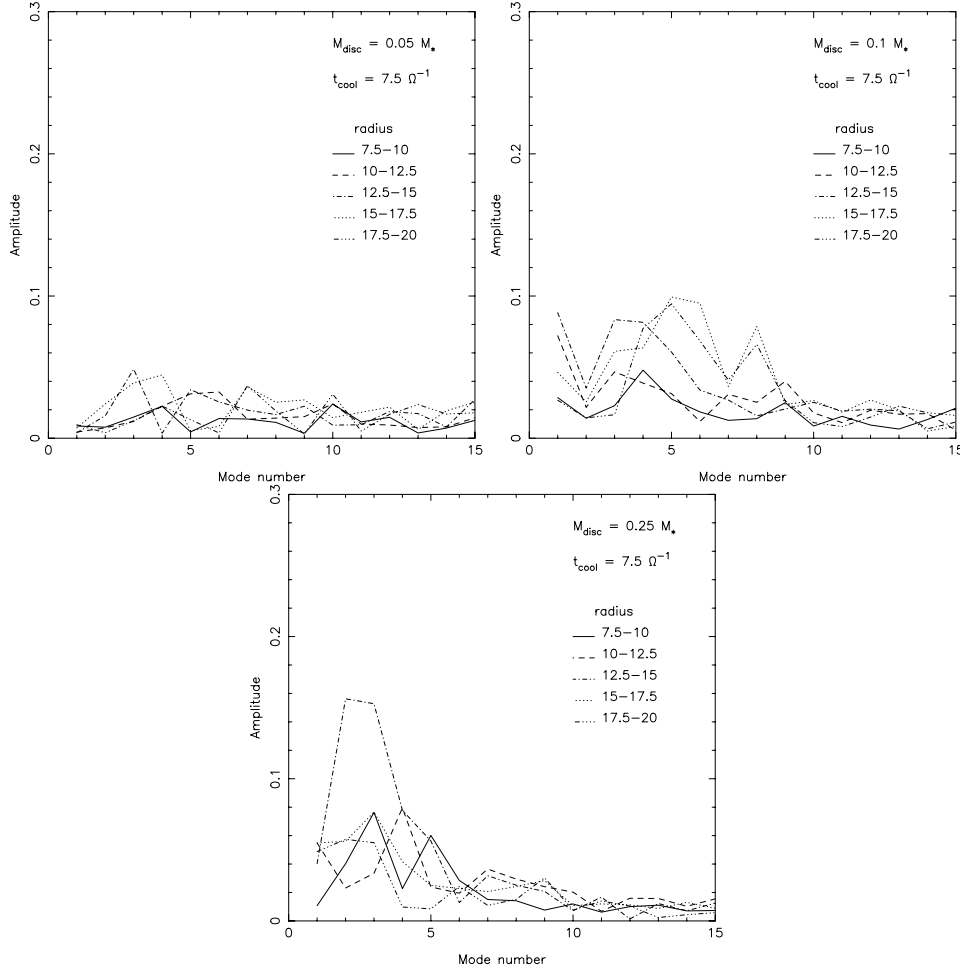 0.3
0.2
0.1
0
Amplitude
0 5 10 15
Mode number
M_disc = 0.05 M_*
t_cool = 7.5 Ω⁻¹
radius
7.5−10
10−12.5
12.5−15
15−17.5
17.5−20
0.3
0.2
0.1
0
Amplitude
0 5 10 15
Mode number
M_disc = 0.1 M_*
t_cool = 7.5 Ω⁻¹
radius
7.5−10
10−12.5
12.5−15
15−17.5
17.5−20
0.3
0.2
0.1
0
Amplitude
0 5 10 15
Mode number
M_disc = 0.25 M_*
t_cool = 7.5 Ω⁻¹
radius
7.5−10
10−12.5
12.5−15
15−17.5
17.5−20